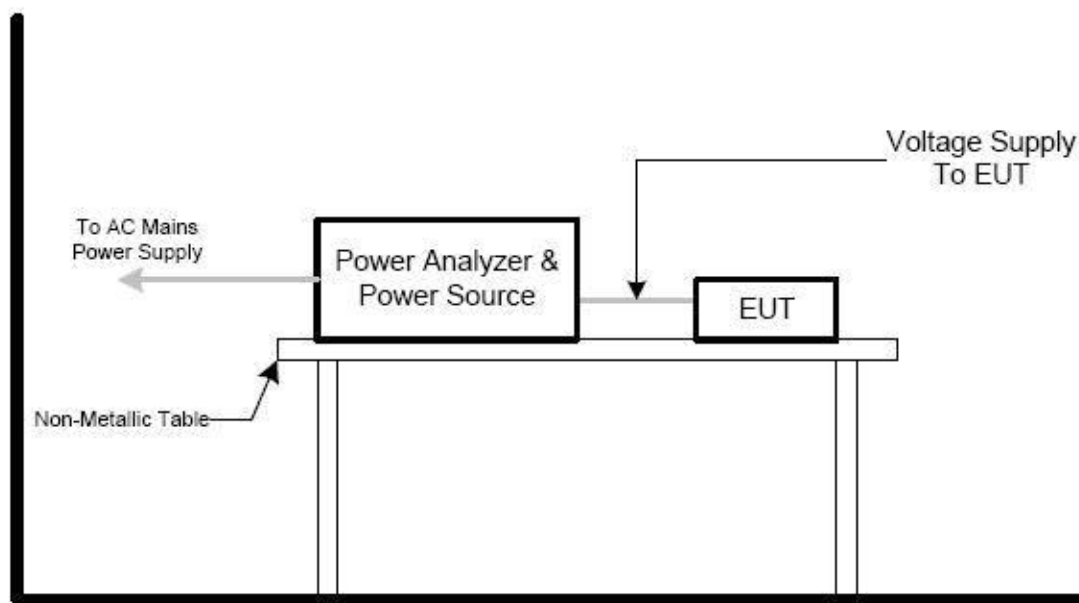 Voltage Supply
To EUT
To AC Mains
Power Supply
Power Analyzer &
Power Source
EUT
Non-Metallic Table